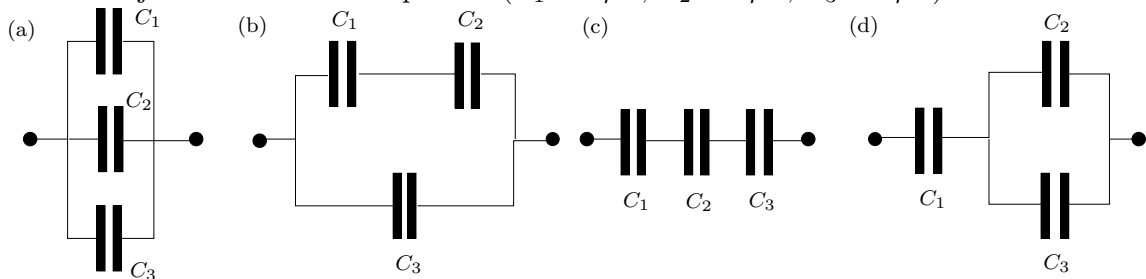 (a) C₁ (b) C₁ C₂ (c) (d) C₂
C₂
C₁ C₂ C₃ C₁
C₃ C₃ C₃